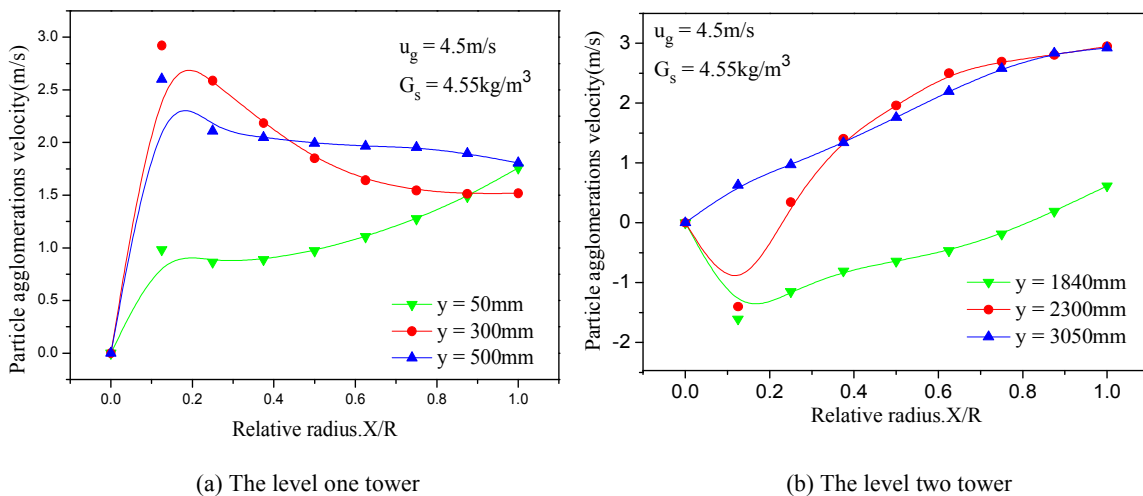 3.0
2.5
2.0
1.5
1.0
0.5
0.0
Particle agglomerations velocity(m/s)
u_g = 4.5m/s
G_s = 4.55kg/m³
y = 50mm
y = 300mm
y = 500mm
0.0 0.2 0.4 0.6 0.8 1.0
Relative radius.X/R
(a) The level one tower
3
2
1
0
-1
-2
Particle agglomerations velocity(m/s)
u_g = 4.5m/s
G_s = 4.55kg/m³
y = 1840mm
y = 2300mm
y = 3050mm
0.0 0.2 0.4 0.6 0.8 1.0
Relative radius.X/R
(b) The level two tower